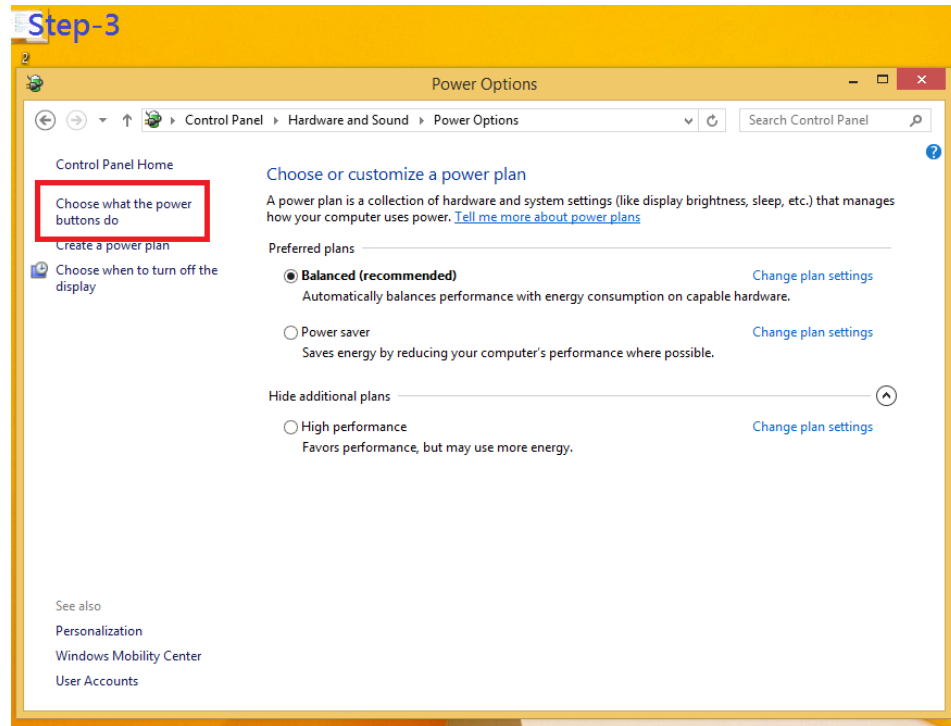 Step-3
2
Power Options
Control Panel Hardware and Sound Power Options
Search Control Panel
Control Panel Home
Choose what the power
buttons do
Create a power plan
Choose when to turn off the
display
Choose or customize a power plan
A power plan is a collection of hardware and system settings (like display brightness, sleep, etc.) that manages
how your computer uses power. Tell me more about power plans
Preferred plans
Balanced (recommended) Change plan settings
Automatically balances performance with energy consumption on capable hardware.
Power saver Change plan settings
Saves energy by reducing your computer's performance where possible.
Hide additional plans
High performance Change plan settings
Favors performance, but may use more energy.
See also
Personalization
Windows Mobility Center
User Accounts